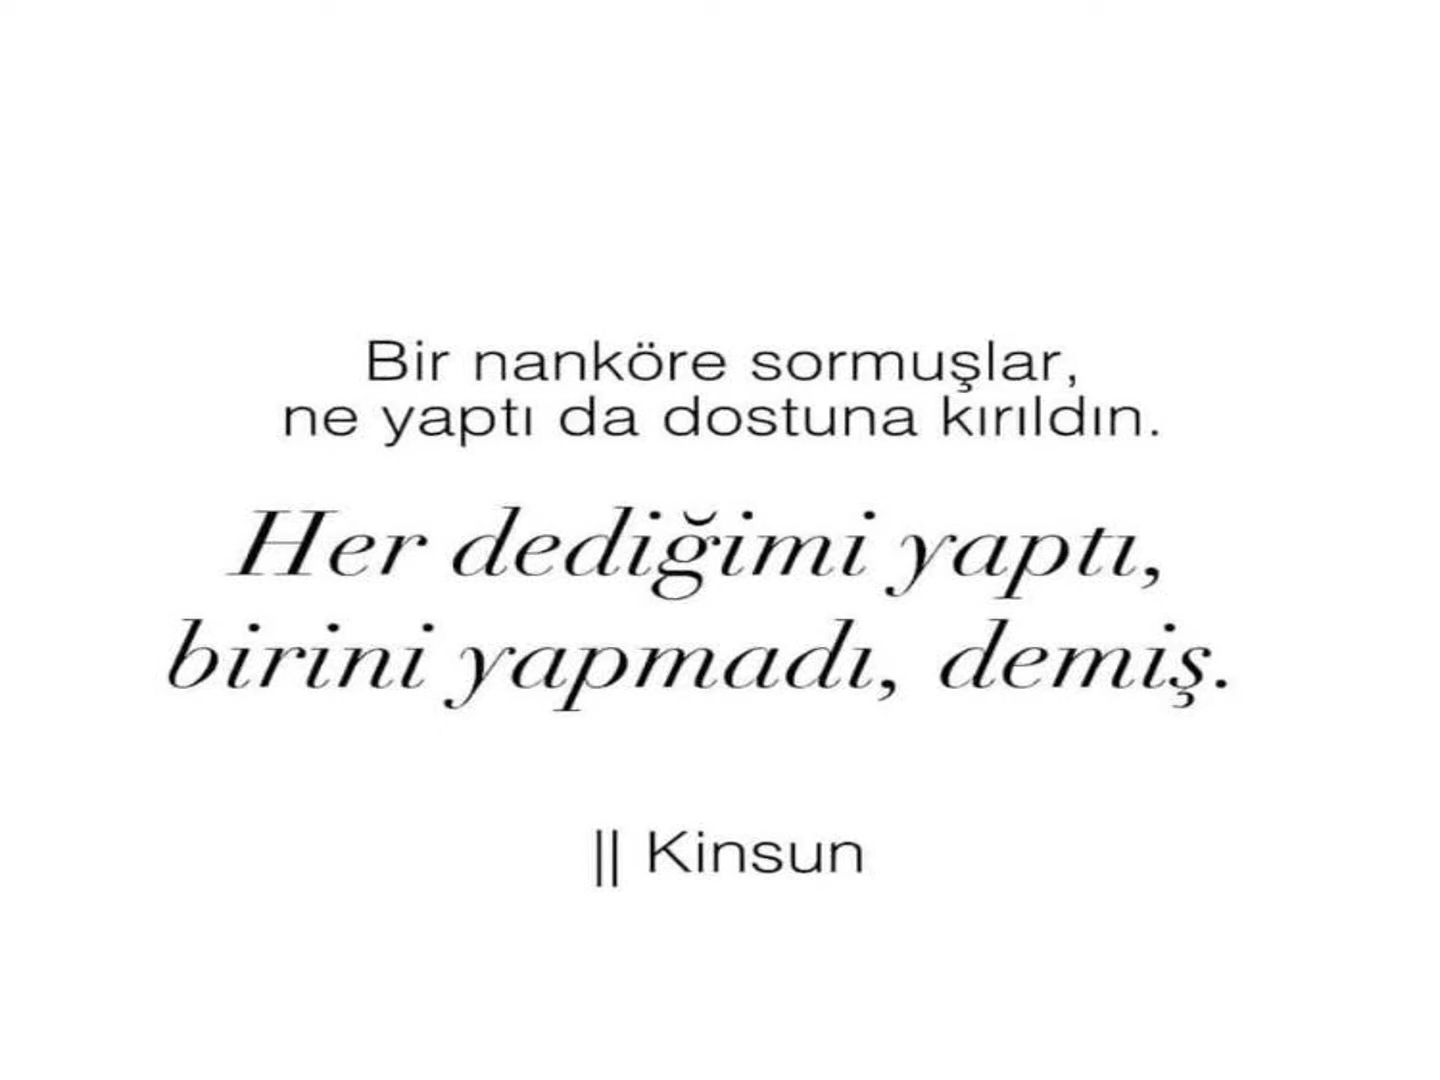 Bir nanköre sormuşlar,
ne yaptı da dostuna kırıldın.
Her dediğimi yaptı,
birini yapmadı, demiş.
|| Kinsun